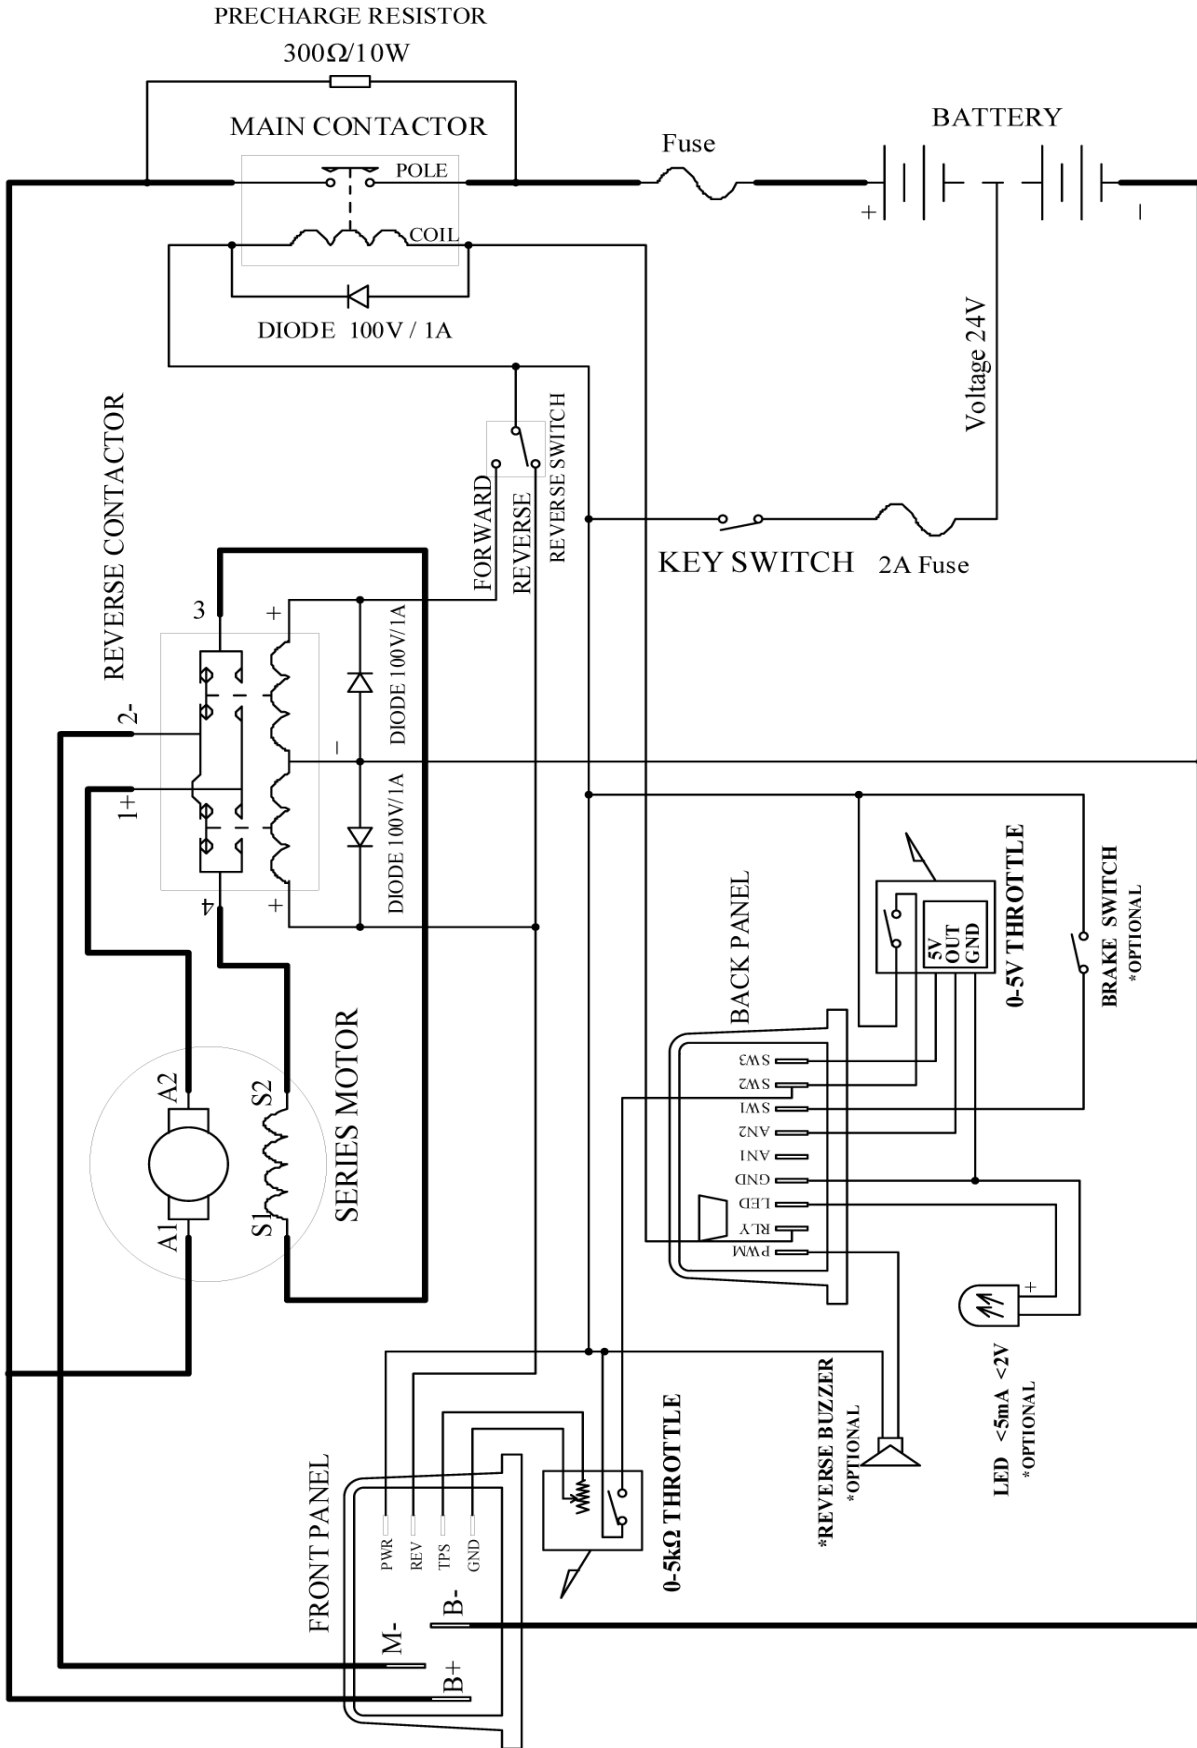 PRECHARGE RESISTOR
300Ω/10W
MAIN CONTACTOR
POLE
COIL
DIODE 100V / 1A
Fuse
BATTERY
+
−
Voltage 24V
REVERSE CONTACTOR
FORWARD
REVERSE
REVERSE SWITCH
KEY SWITCH
2A Fuse
3
+
2-
−
1+
4
+
DIODE 100V/1A
DIODE 100V/1A
A2
S2
A1
S1
SERIES MOTOR
BACK PANEL
SW3
SW2
SW1
AN2
AN1
GND
LED
RLY
PWM
5V
OUT
GND
0-5V THROTTLE
BRAKE SWITCH
*OPTIONAL
+
LED <5mA <2V
*OPTIONAL
*REVERSE BUZZER
*OPTIONAL
FRONT PANEL
PWR
REV
TPS
GND
M-
B-
B+
0-5kΩ THROTTLE